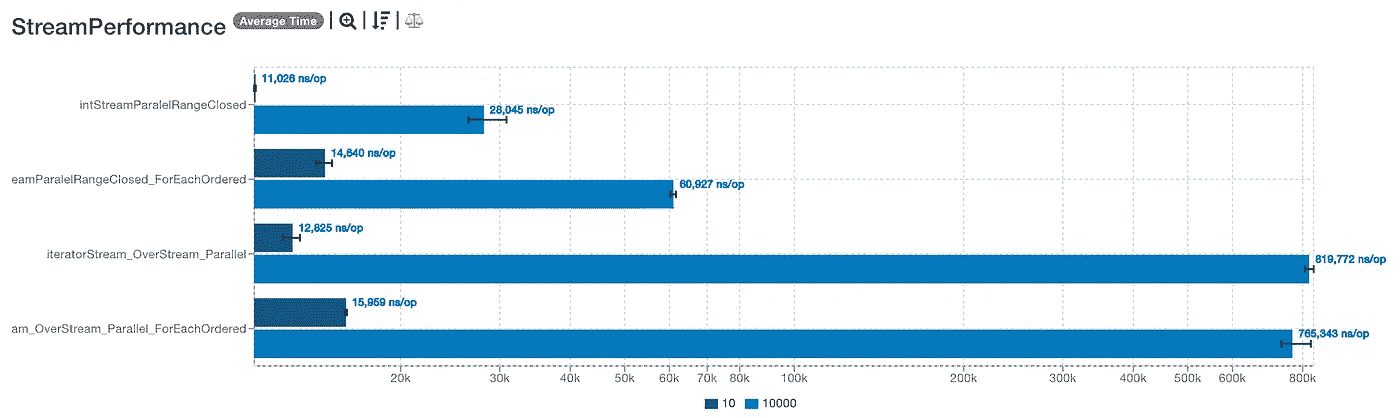 StreamPerformance Average Time
11,026 ns/op
intStreamParalelRangeClosed
28,045 ns/op
14,640 ns/op
eamParalelRangeClosed_ForEachOrdered
60,927 ns/op
12,825 ns/op
iteratorStream_OverStream_Parallel
819,772 ns/op
15,959 ns/op
am_OverStream_Parallel_ForEachOrdered
765,343 ns/op
20k 30k 40k 50k 60k 70k 80k 100k 200k 300k 400k 500k 600k 800k
10 10000